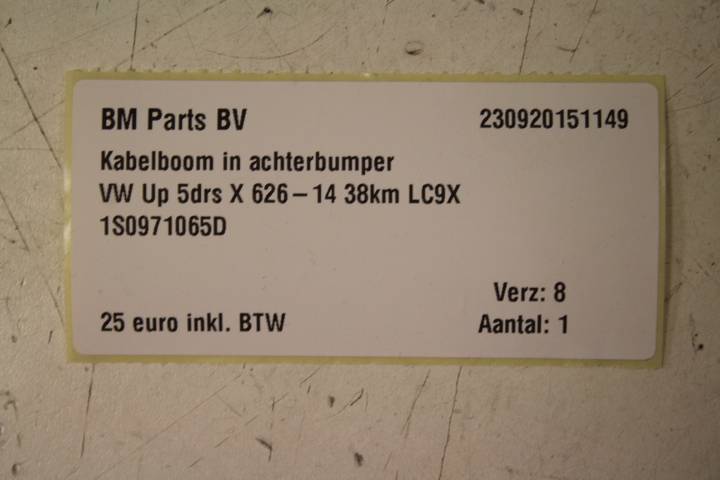 BM Parts BV 230920151149
Kabelboom in achterbumper
VW Up 5drs X 626-14 38km LC9X
1S0971065D
Verz: 8
25 euro inkl. BTW Aantal: 1